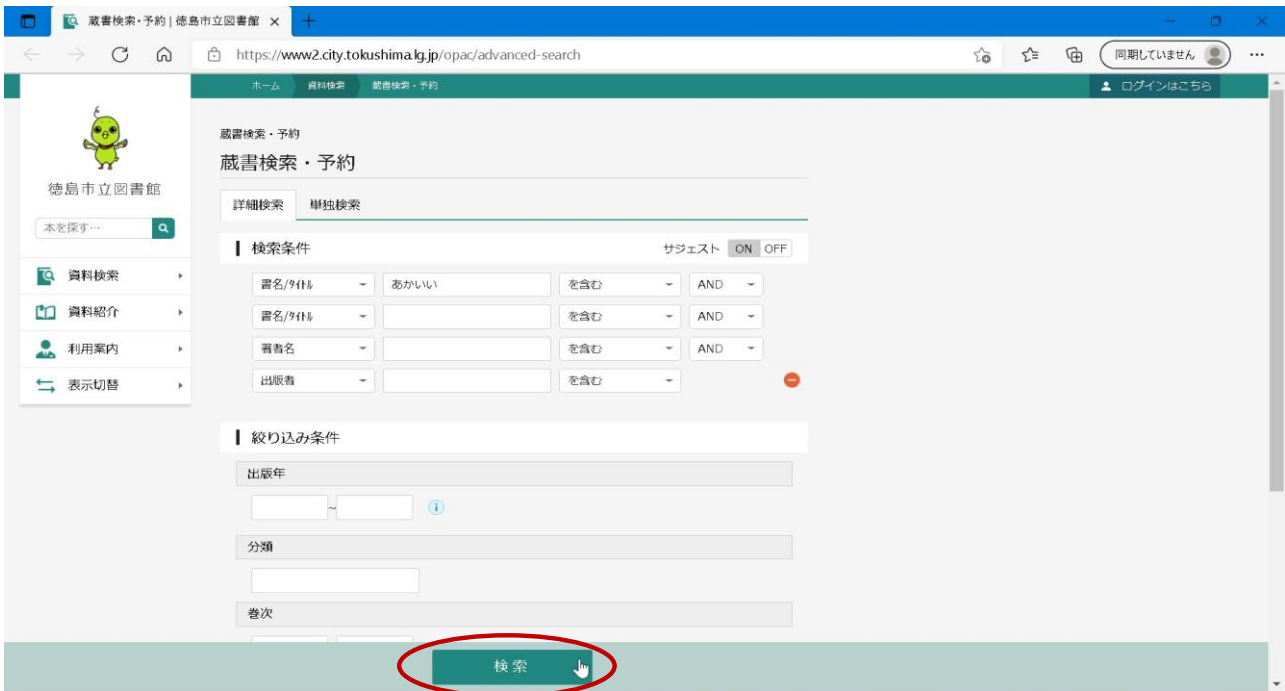 蔵書検索・予約 | 徳島市立図書館
https://www2.city.tokushima.lg.jp/opac/advanced-search
同期していません
ホーム 資料検索 蔵書検索・予約
ログインはこちら
徳島市立図書館
本を探す…
資料検索
資料紹介
利用案内
表示切替
蔵書検索・予約
蔵書検索・予約
詳細検索 単独検索
検索条件 サジェスト ON OFF
書名/タイトル あかいい を含む AND
書名/タイトル を含む AND
著者名 を含む AND
出版者 を含む
絞り込み条件
出版年
~
分類
巻次
検索